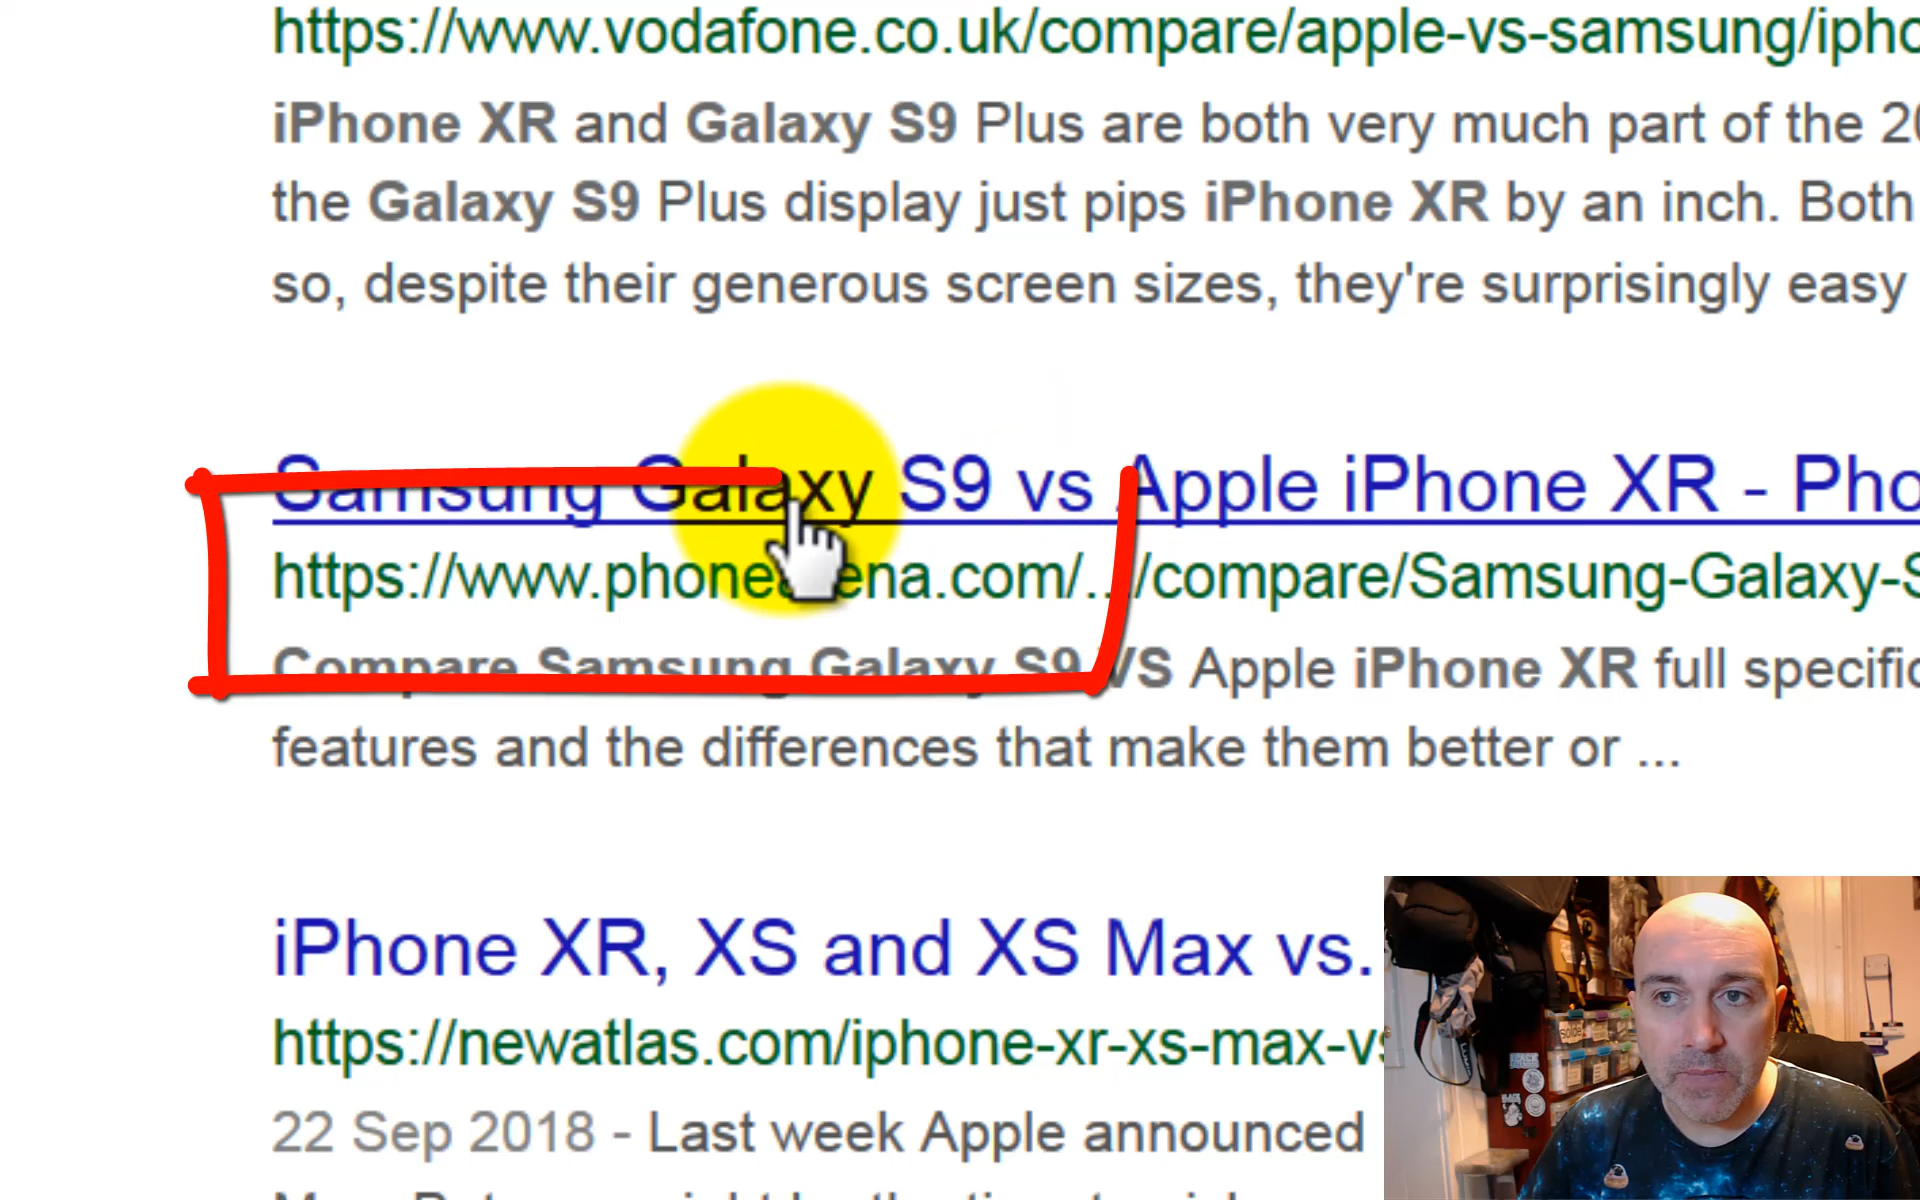 https://www.vodafone.co.uk/compare/apple-vs-samsung/ipho
iPhone XR and Galaxy S9 Plus are both very much part of the 20
the Galaxy S9 Plus display just pips iPhone XR by an inch. Both
so, despite their generous screen sizes, they're surprisingly easy
Samsung Galaxy S9 vs Apple iPhone XR - Pho
https://www.phonearena.com/.../compare/Samsung-Galaxy-S
Compare Samsung Galaxy S9 VS Apple iPhone XR full specific
features and the differences that make them better or ...
iPhone XR, XS and XS Max vs.
https://newatlas.com/iphone-xr-xs-max-vs
22 Sep 2018 - Last week Apple announced